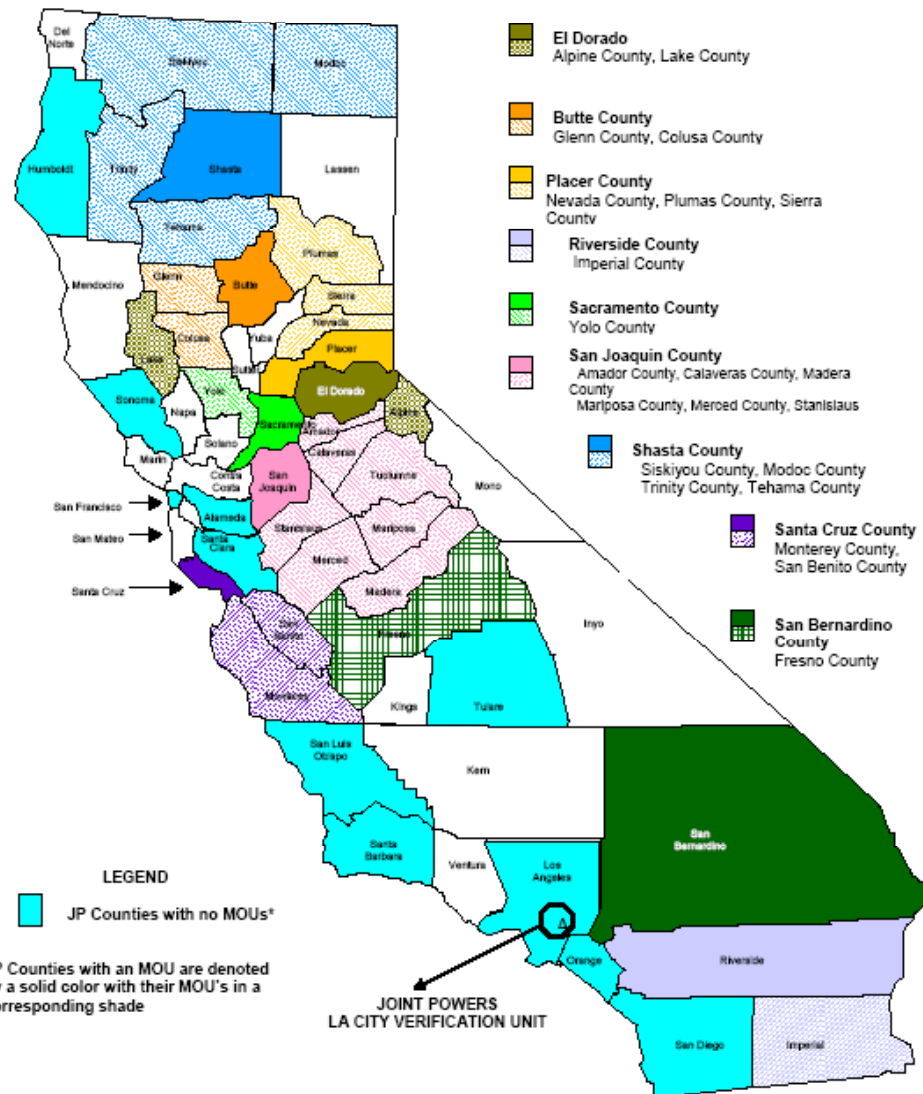 Del
Norte
Siskiyou
Modoc
Humboldt
Trinity
Shasta
Lassen
Tehama
Plumas
Mendocino
Glenn
Butte
Sierra
Nevada
Lake
Colusa
Yuba
Placer
Sutter
El Dorado
Sonoma
Napa
Yolo
Sacramento
Alpine
Amador
Solano
Calaveras
Marin
Contra
Costa
San
Joaquin
Tuolumne
Mono
San Francisco
Alameda
Stanislaus
Mariposa
San Mateo
Santa
Clara
Merced
Santa Cruz
Madera
San
Benito
Fresno
Inyo
Monterey
Kings
Tulare
San Luis
Obispo
Kern
San
Bernardino
Santa
Barbara
Ventura
Los
Angeles
Orange
Riverside
San Diego
Imperial
El Dorado
Alpine County, Lake County
Butte County
Glenn County, Colusa County
Placer County
Nevada County, Plumas County, Sierra
County
Riverside County
Imperial County
Sacramento County
Yolo County
San Joaquin County
Amador County, Calaveras County, Madera
County
Mariposa County, Merced County, Stanislaus
Shasta County
Siskiyou County, Modoc County
Trinity County, Tehama County
Santa Cruz County
Monterey County,
San Benito County
San Bernardino
County
Fresno County
LEGEND
JP Counties with no MOUs*
P Counties with an MOU are denoted
y a solid color with their MOU's in a
orresponding shade
JOINT POWERS
LA CITY VERIFICATION UNIT